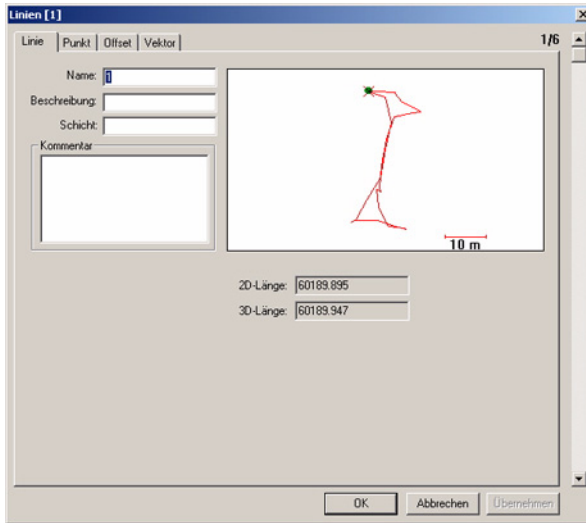 Linien [1]
Linie Punkt Offset Vektor 1/6
Name: 1
Beschreibung:
Schicht:
Kommentar
10 m
2D-Länge: 60189.895
3D-Länge: 60189.947
OK Abbrechen Übernehmen